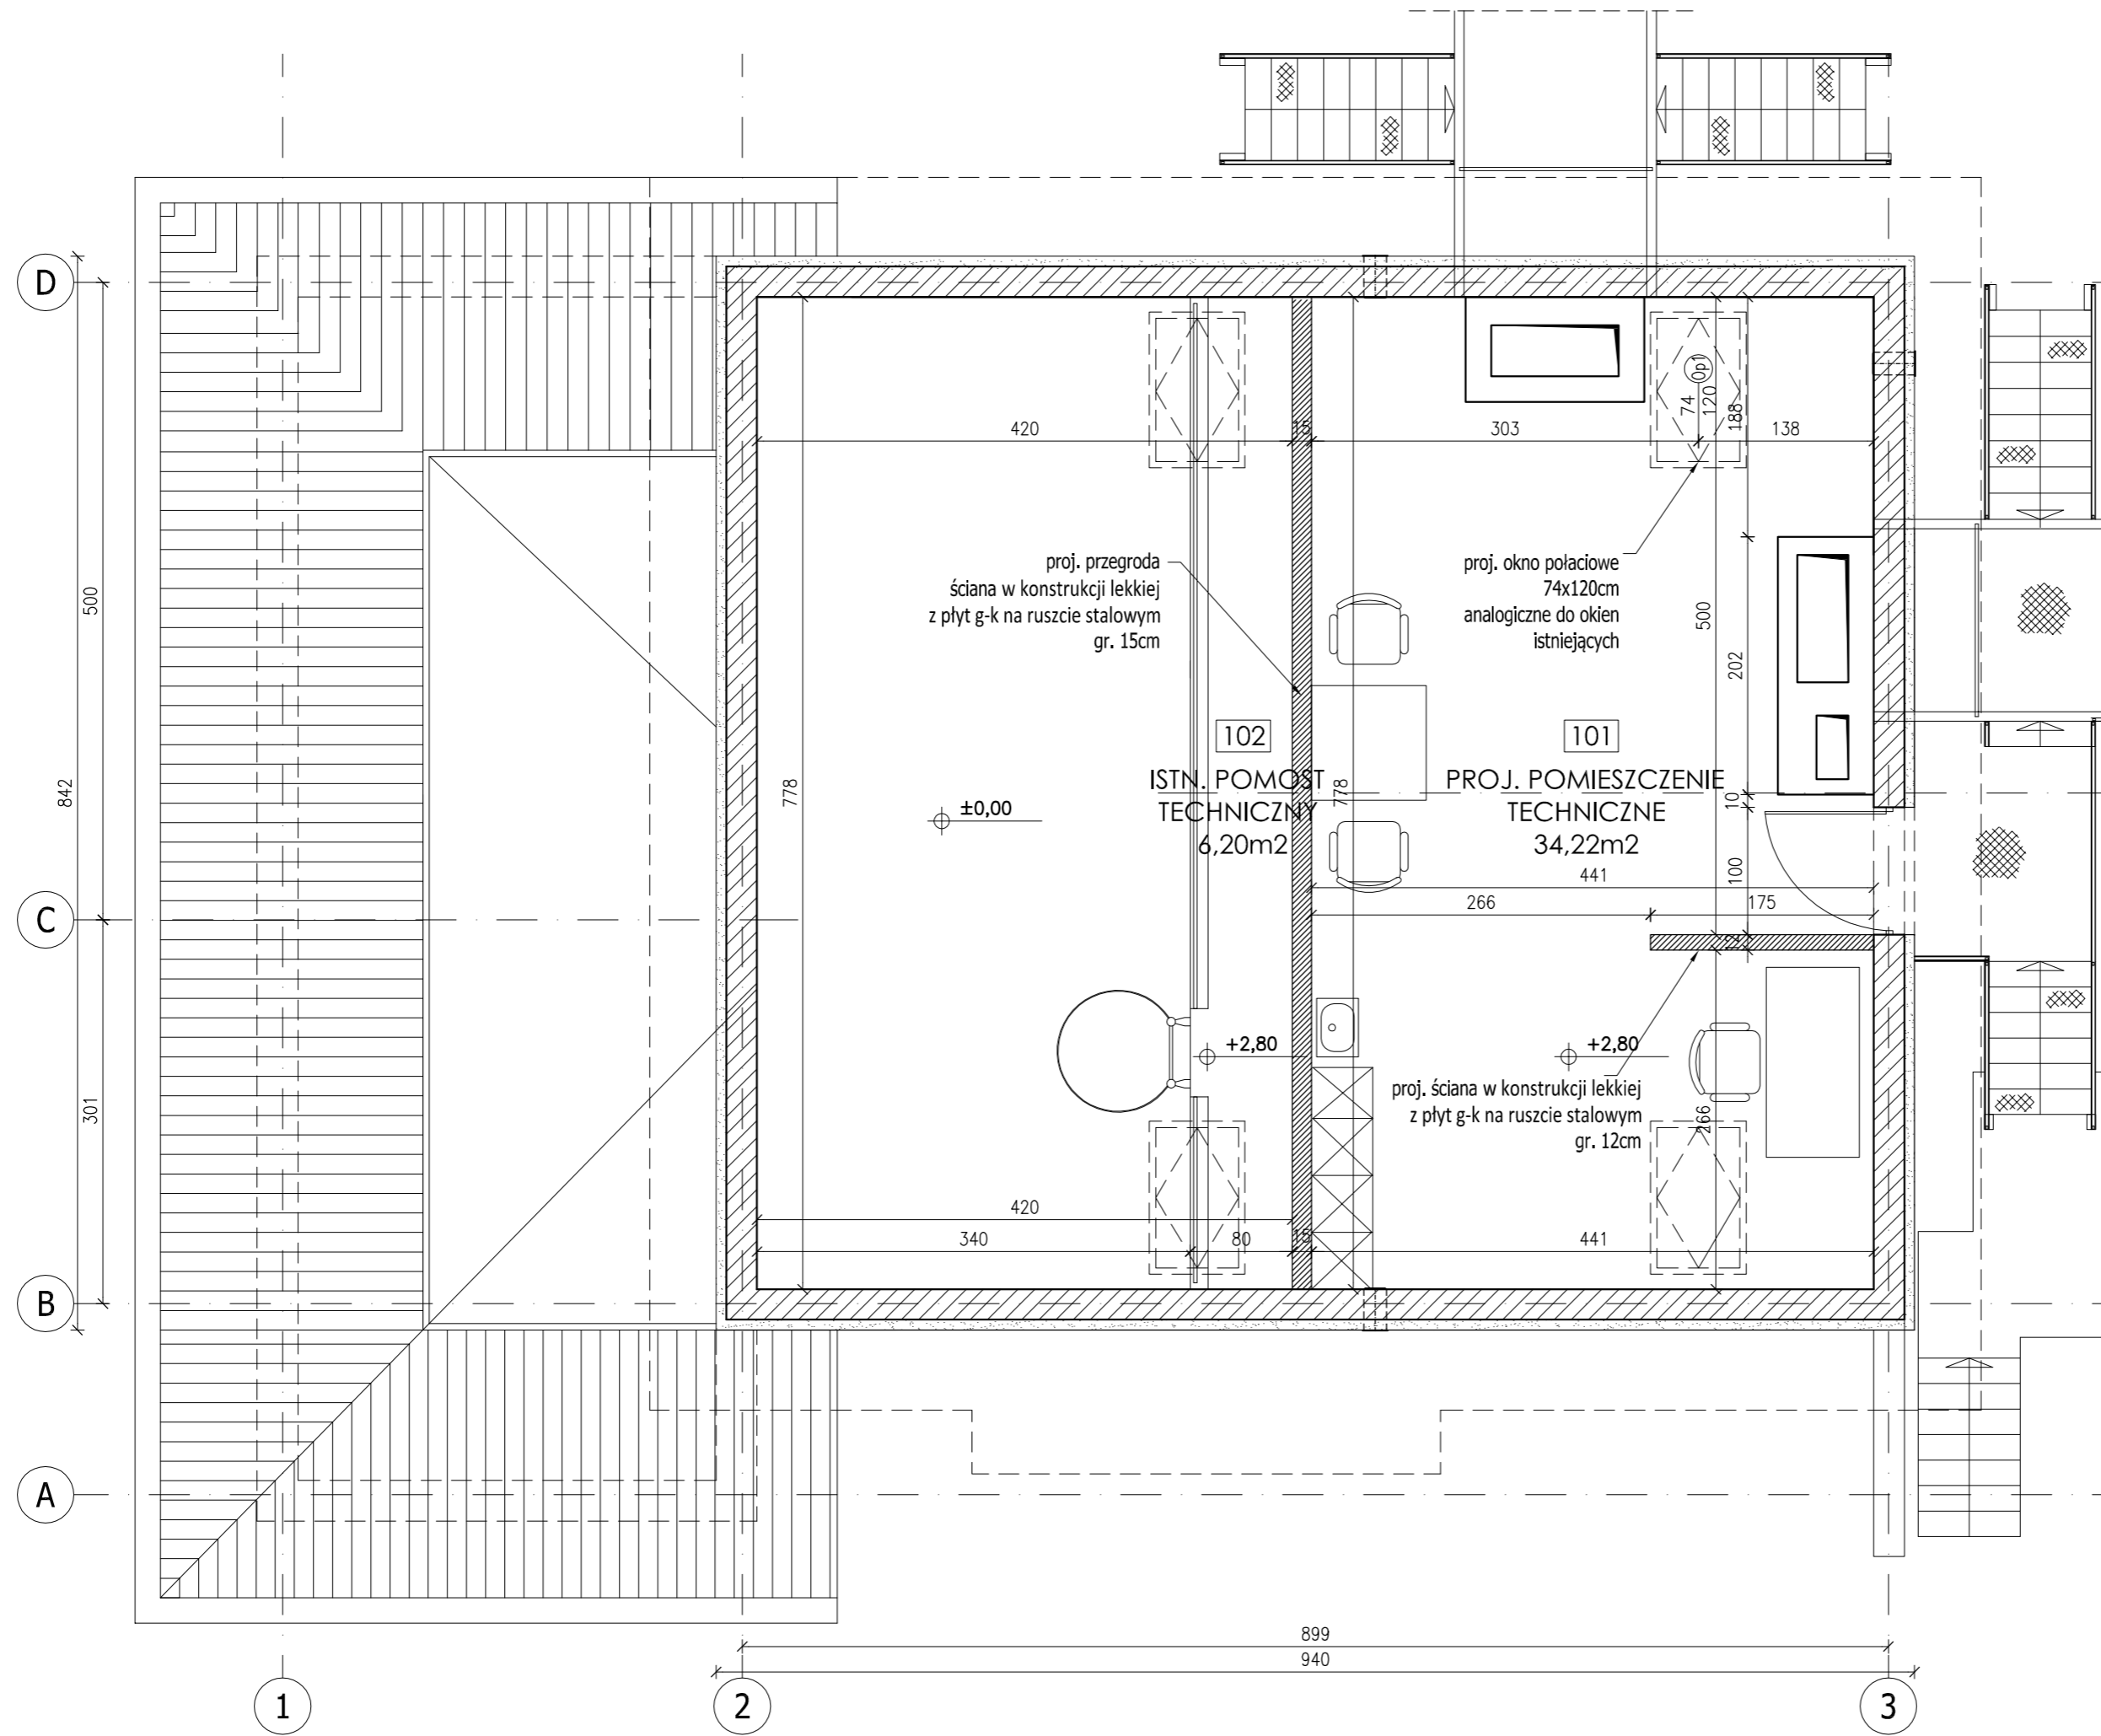 D
C
B
A
1
2
3
842
500
301
420
15
303
138
74
120
Op1
188
proj. przegroda
ściana w konstrukcji lekkiej
z płyt g-k na ruszcie stalowym
gr. 15cm
proj. okno połaciowe
74x120cm
analogiczne do okien
istniejących
500
202
778
102
ISTN. POMOST
TECHNICZNY
6,20m2
778
101
PROJ. POMIESZCZENIE
TECHNICZNE
34,22m2
±0,00
10
100
441
266
175
12
+2,80
+2,80
proj. ściana w konstrukcji lekkiej
z płyt g-k na ruszcie stalowym
gr. 12cm
266
420
340
80
15
441
899
940